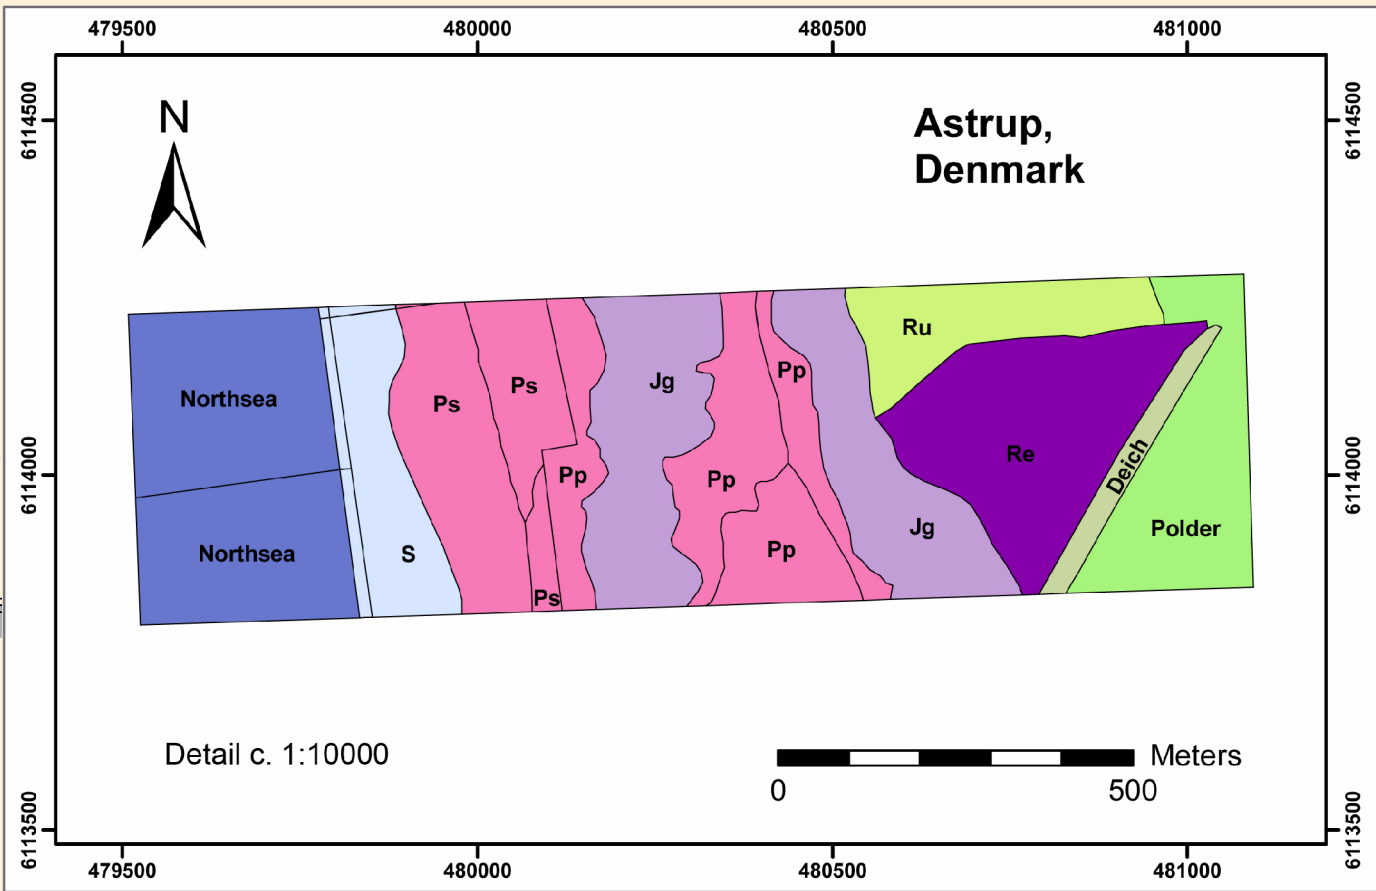 479500
480000
480500
481000
6114500
6114500
N
Astrup,
Denmark
Ru
Jg
Pp
Ps
Northsea
Ps
Re
6114000
6114000
Pp
Pp
Deich
Jg
Polder
Northsea
S
Pp
Ps
Detail c. 1:10000
Meters
0
500
6113500
6113500
479500
480000
480500
481000